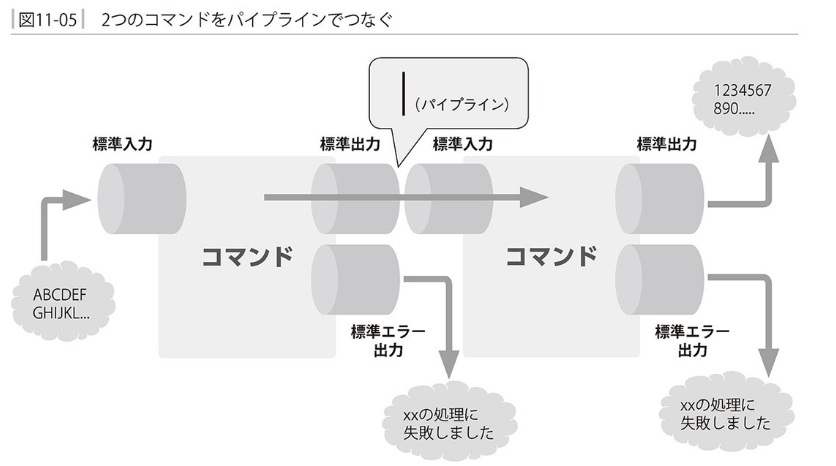 図11-05 2つのコマンドをパイプラインでつなぐ
|
（パイプライン）
1234567
890.....
標準入力
標準出力
標準入力
標準出力
コマンド
コマンド
ABCDEF
GHIJKL...
標準エラー
出力
標準エラー
出力
xxの処理に
失敗しました
xxの処理に
失敗しました